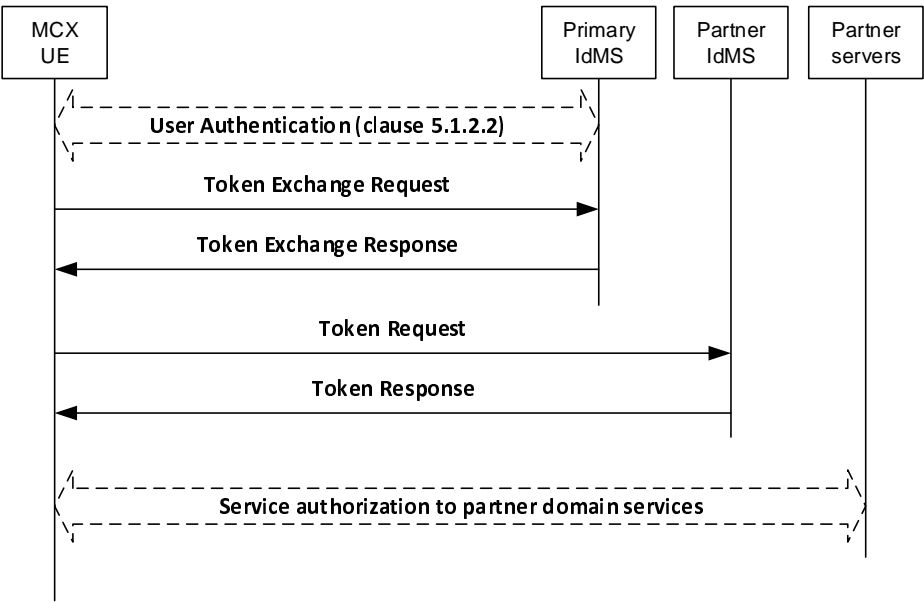 MCX
UE
Primary
IdMS
Partner
IdMS
Partner
servers
User Authentication (clause 5.1.2.2)
Token Exchange Request
Token Exchange Response
Token Request
Token Response
Service authorization to partner domain services